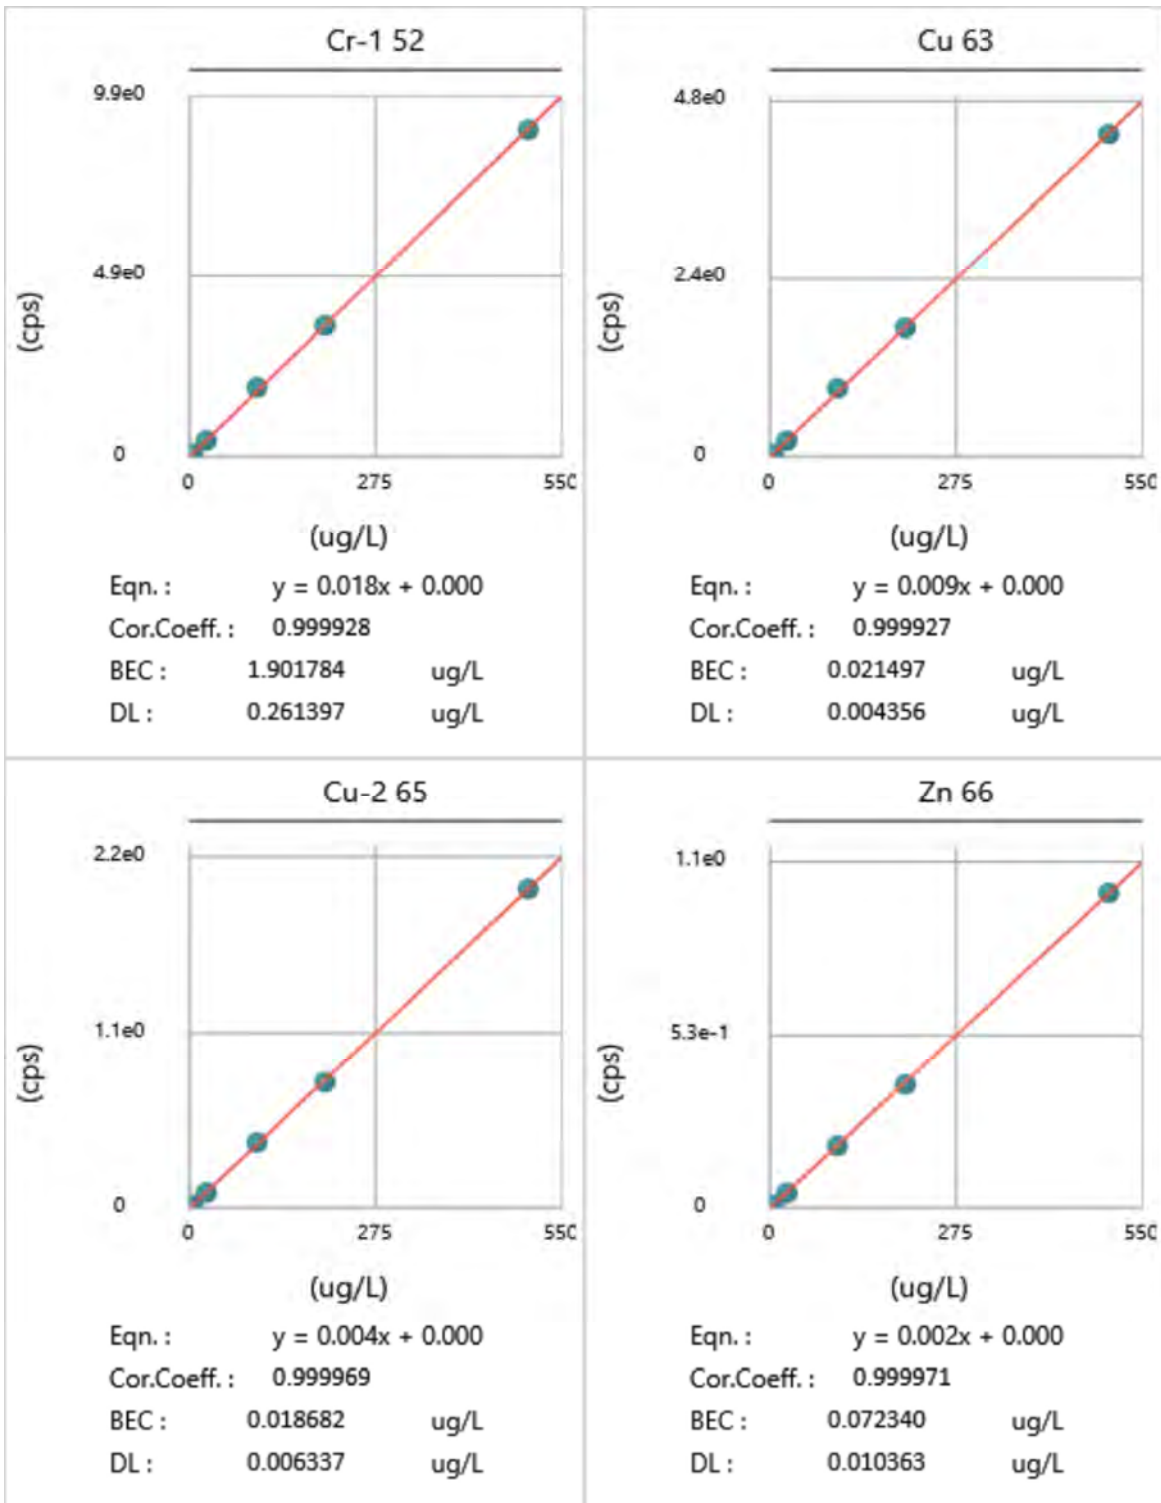 Cr-1 52
9.9e0
4.9e0
0
(cps)
0 275 550
(ug/L)
Eqn. : y = 0.018x + 0.000
Cor.Coeff. : 0.999928
BEC : 1.901784 ug/L
DL : 0.261397 ug/L
Cu 63
4.8e0
2.4e0
0
(cps)
0 275 550
(ug/L)
Eqn. : y = 0.009x + 0.000
Cor.Coeff. : 0.999927
BEC : 0.021497 ug/L
DL : 0.004356 ug/L
Cu-2 65
2.2e0
1.1e0
0
(cps)
0 275 550
(ug/L)
Eqn. : y = 0.004x + 0.000
Cor.Coeff. : 0.999969
BEC : 0.018682 ug/L
DL : 0.006337 ug/L
Zn 66
1.1e0
5.3e-1
0
(cps)
0 275 550
(ug/L)
Eqn. : y = 0.002x + 0.000
Cor.Coeff. : 0.999971
BEC : 0.072340 ug/L
DL : 0.010363 ug/L